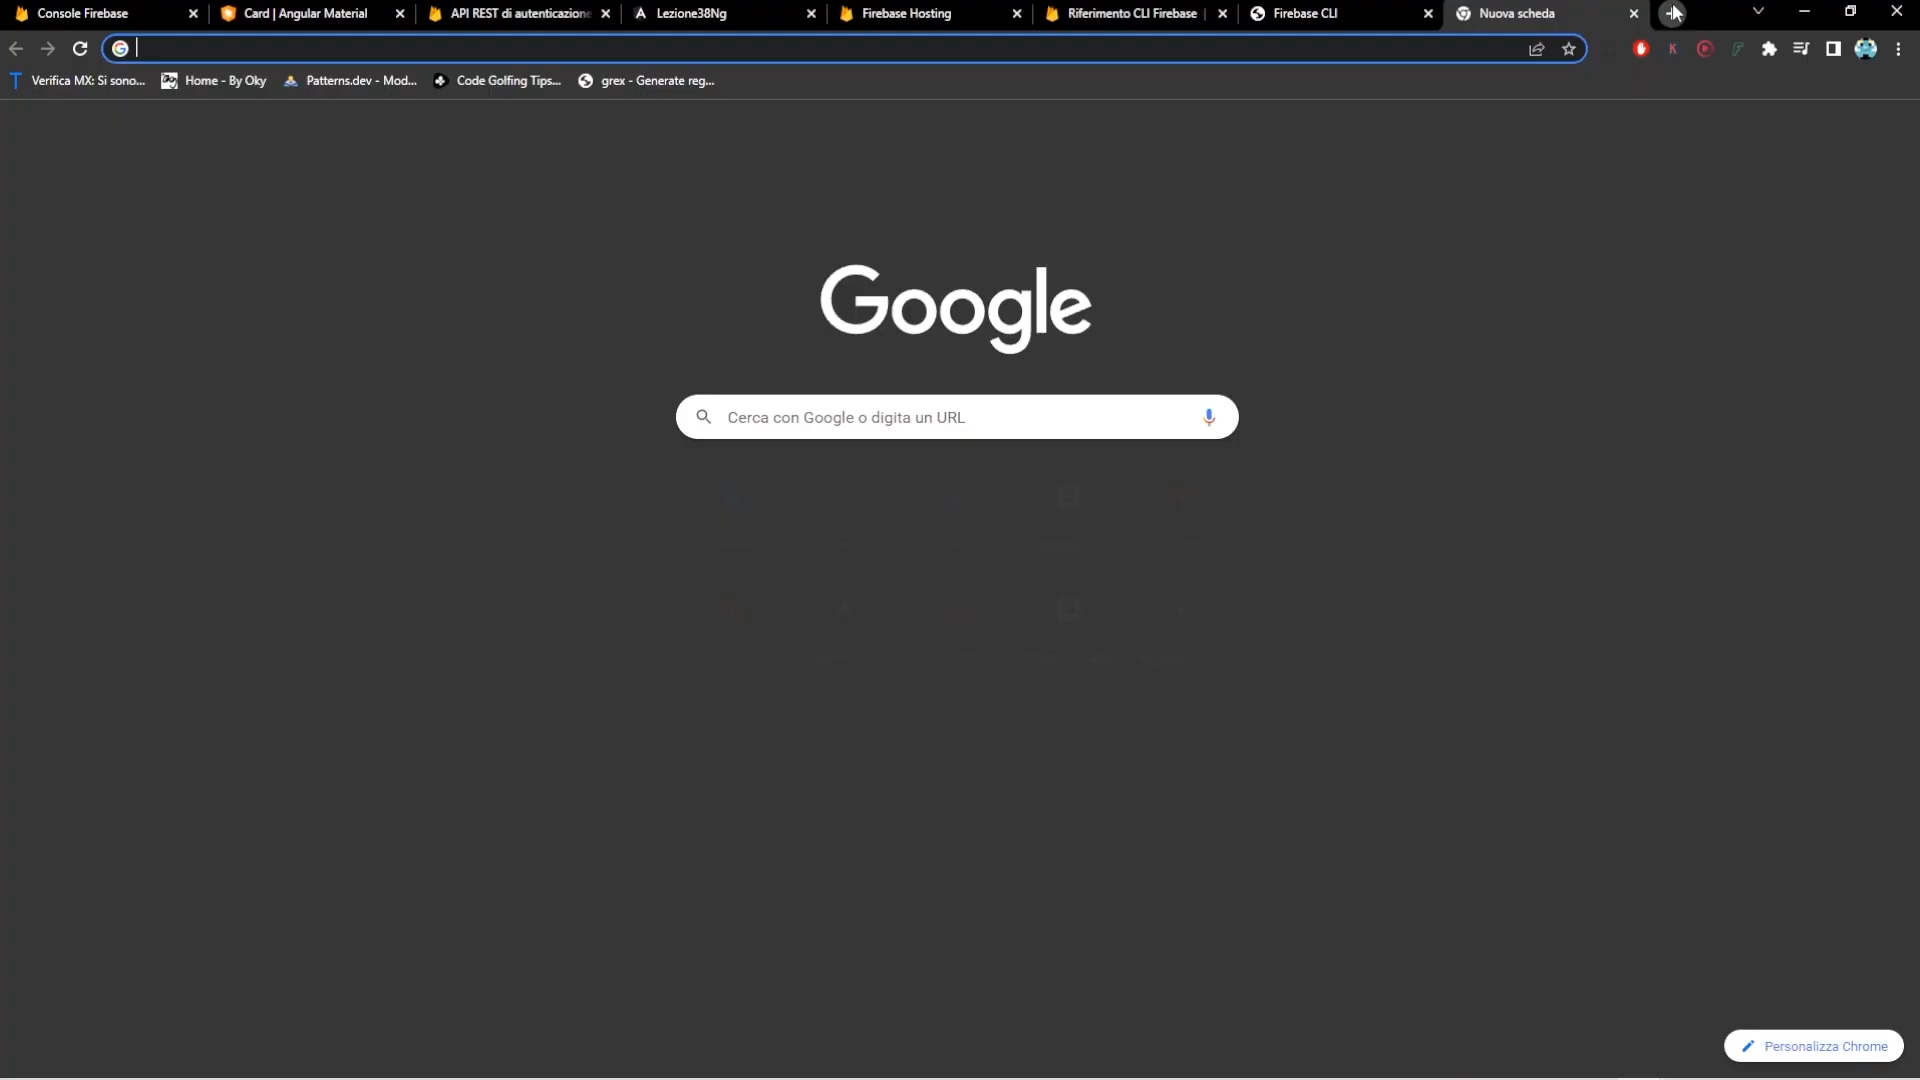 Console Firebase
Card | Angular Material
API REST di autenticazione
Lezione38Ng
Firebase Hosting
Riferimento CLI Firebase |
Firebase CLI
Nuova scheda
Verifica MX: Si sono...
Home - By Oky
Patterns.dev - Mod...
Code Golfing Tips...
grex - Generate reg...
Google
Cerca con Google o digita un URL
Personalizza Chrome